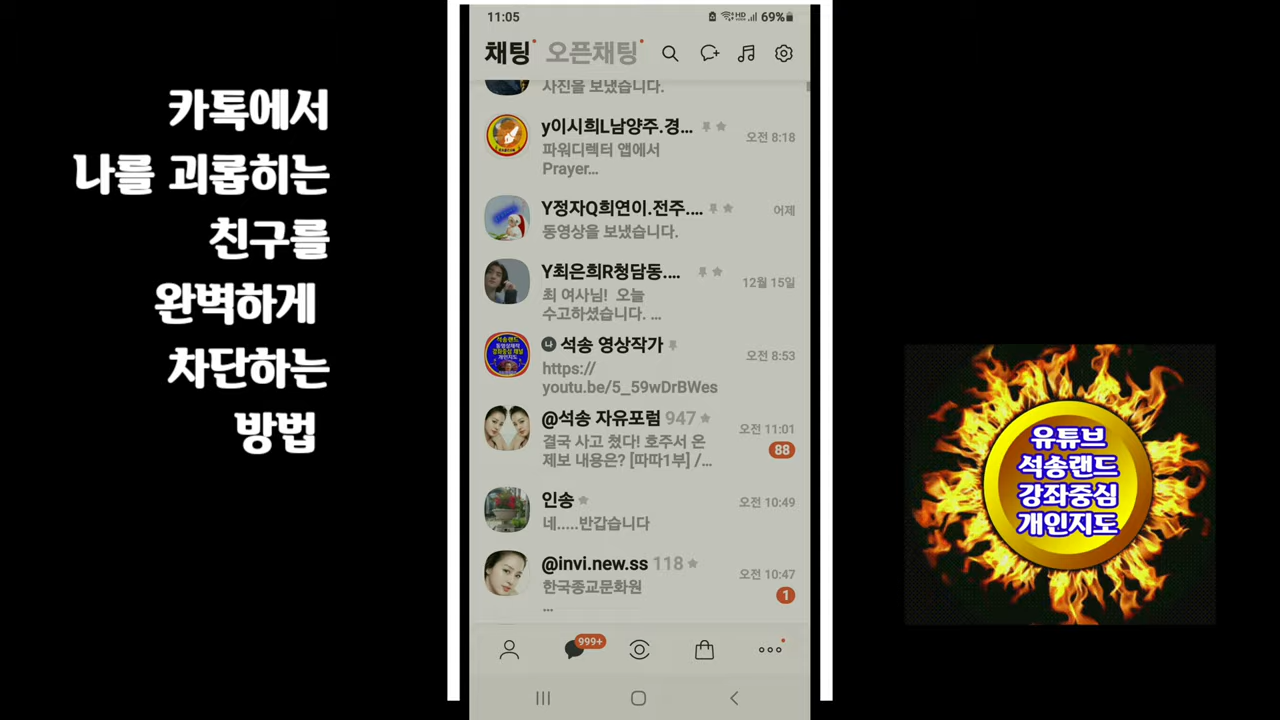 카톡에서
나를 괴롭히는
친구를
완벽하게
차단하는
방법
11:05
69%
채팅 오픈채팅
사진을 보냈습니다.
y이시희L남양주.경...
오전 8:18
파워디렉터 앱에서
Prayer...
Y정자Q희연이.전주....
어제
동영상을 보냈습니다.
Y최은희R청담동....
12월 15일
최 여사님! 오늘
수고하셨습니다. ...
나 석송 영상작가
오전 8:53
https://
youtu.be/5_59wDrBWes
@석송 자유포럼 947
오전 11:01
결국 사고 쳤다! 호주서 온
제보 내용은? [따따1부] /...
88
인송
오전 10:49
네.....반갑습니다
@invi.new.ss 118
오전 10:47
한국종교문화원
...
1
999+
유튜브
석송랜드
강좌중심
개인지도